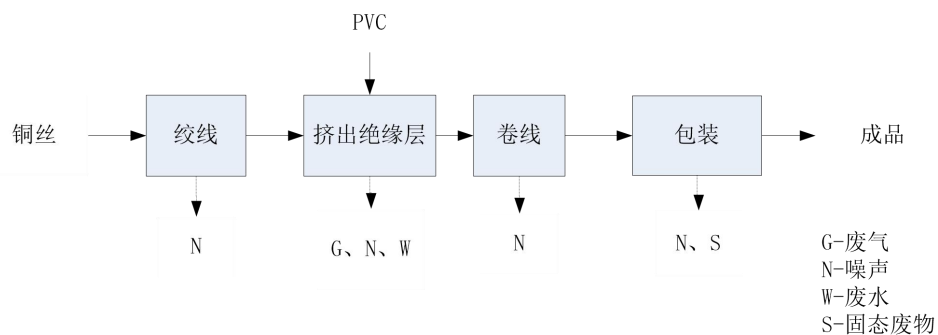 PVC
铜丝
绞线
挤出绝缘层
卷线
包装
成品
N
G、N、W
N
N、S
G-废气
N-噪声
W-废水
S-固态废物